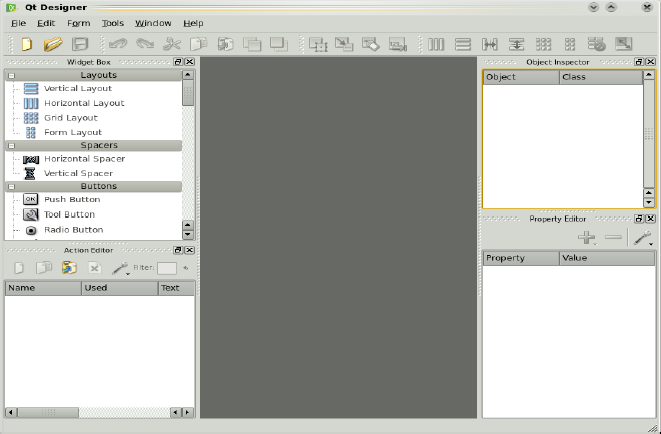 Qt Designer
File Edit Form Tools Window Help
Widget Box
Layouts
Vertical Layout
Horizontal Layout
Grid Layout
Form Layout
Spacers
Horizontal Spacer
Vertical Spacer
Buttons
OK Push Button
Tool Button
Radio Button
Action Editor
Filter:
Name Used Text
Object Inspector
Object Class
Property Editor
Property Value